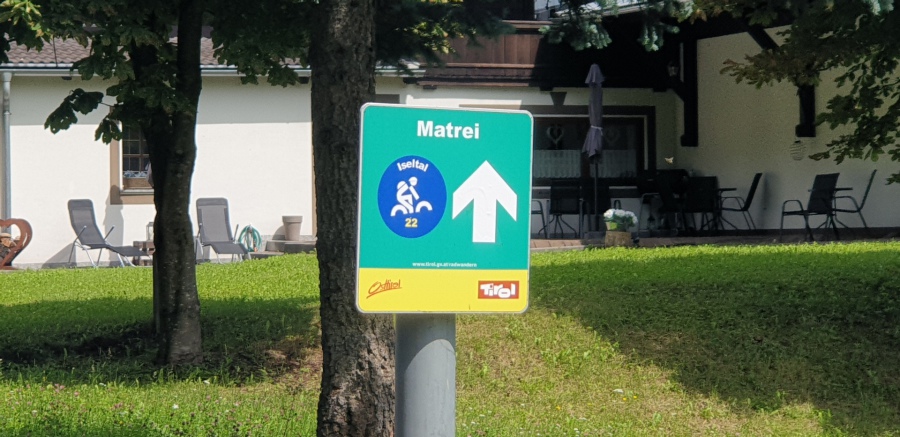 Matrei
Iseltal
22
www.tirol.gv.at/radwandern
Osttirol
Tirol